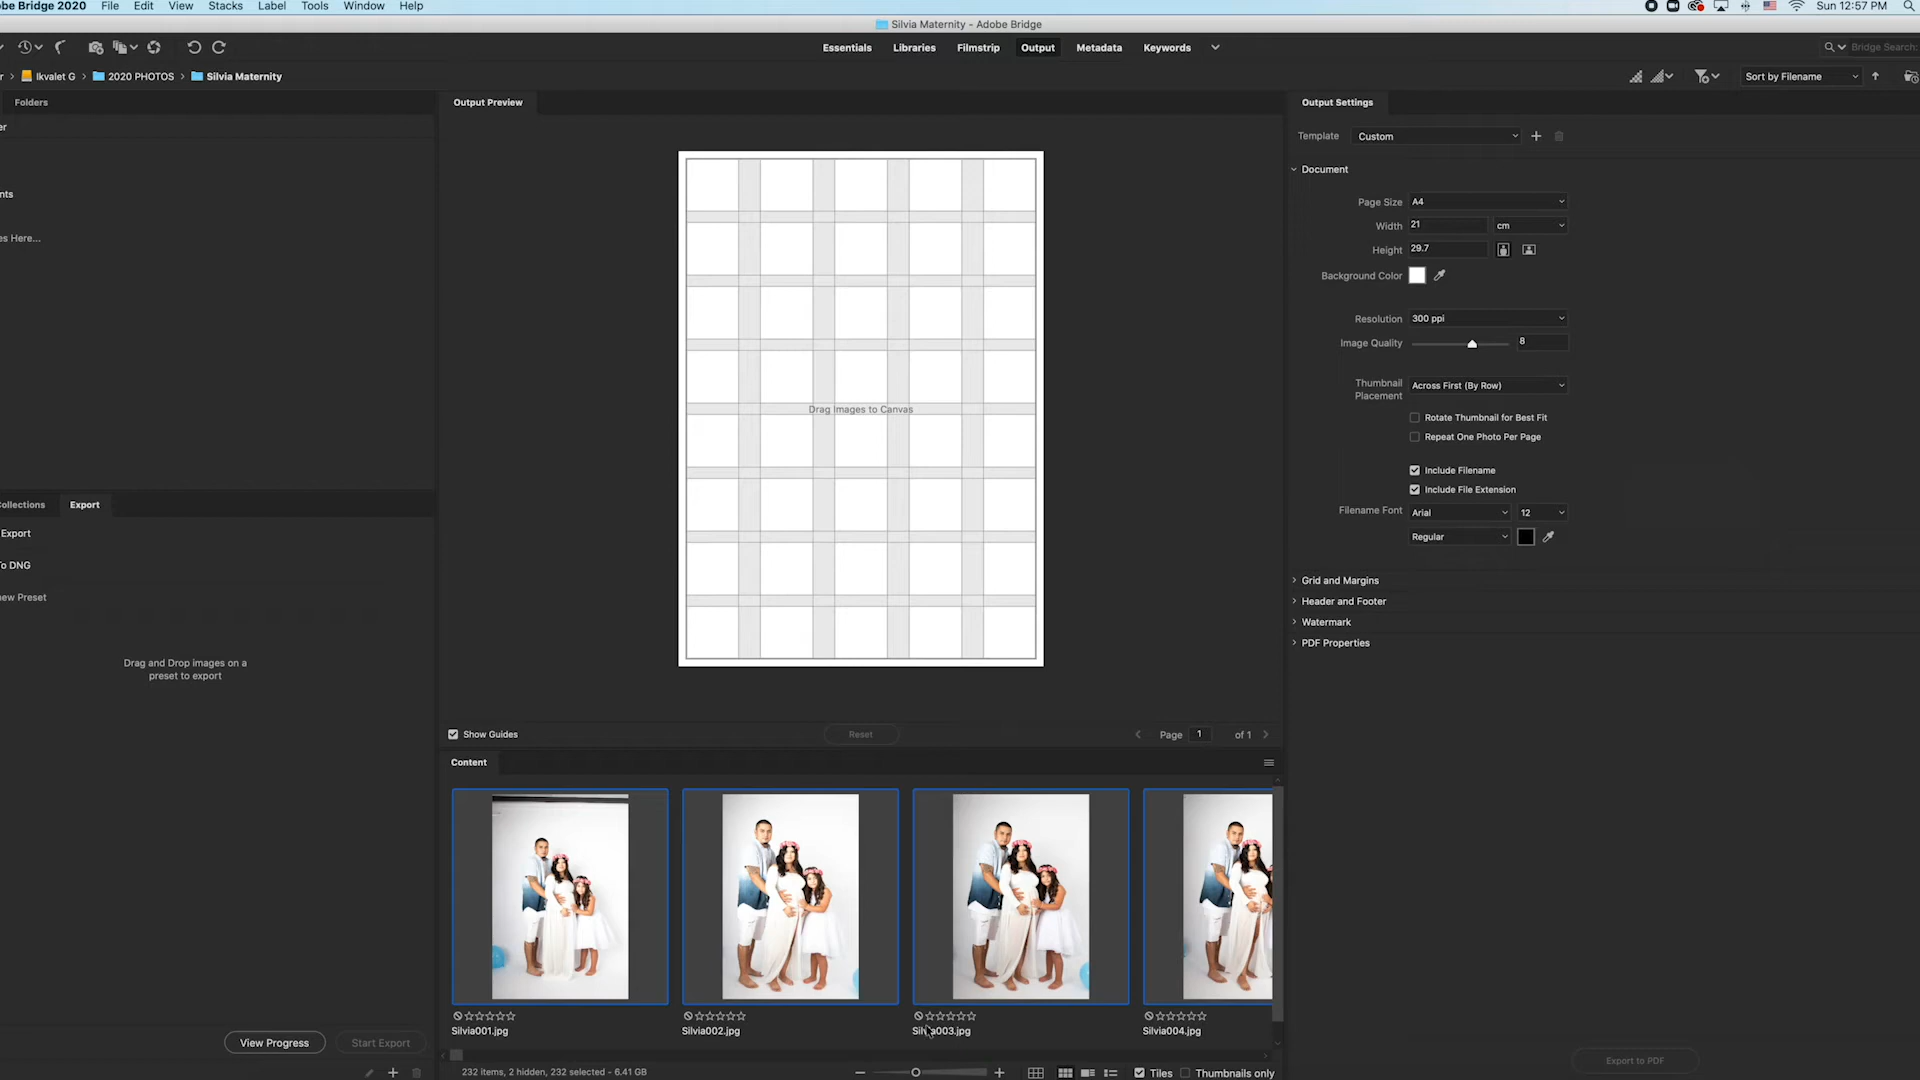 be Bridge 2020 File Edit View Stacks Label Tools Window Help
Sun 12:57 PM
Silvia Maternity - Adobe Bridge
Essentials Libraries Filmstrip Output Metadata Keywords
Bridge Search:
r Ikvalet G 2020 PHOTOS Silvia Maternity
Sort by Filename
Folders
er
nts
es Here...
ollections Export
Export
To DNG
ew Preset
Drag and Drop images on a
preset to export
View Progress Start Export
Output Preview
Drag Images to Canvas
Show Guides Reset Page 1 of 1
Content
Silvia001.jpg Silvia002.jpg Silvia003.jpg Silvia004.jpg
232 items, 2 hidden, 232 selected - 6.41 GB
Tiles Thumbnails only
Output Settings
Template Custom
Document
Page Size A4
Width 21 cm
Height 29.7
Background Color
Resolution 300 ppi
Image Quality 8
Thumbnail
Placement Across First (By Row)
Rotate Thumbnail for Best Fit
Repeat One Photo Per Page
Include Filename
Include File Extension
Filename Font Arial 12
Regular
Grid and Margins
Header and Footer
Watermark
PDF Properties
Export to PDF